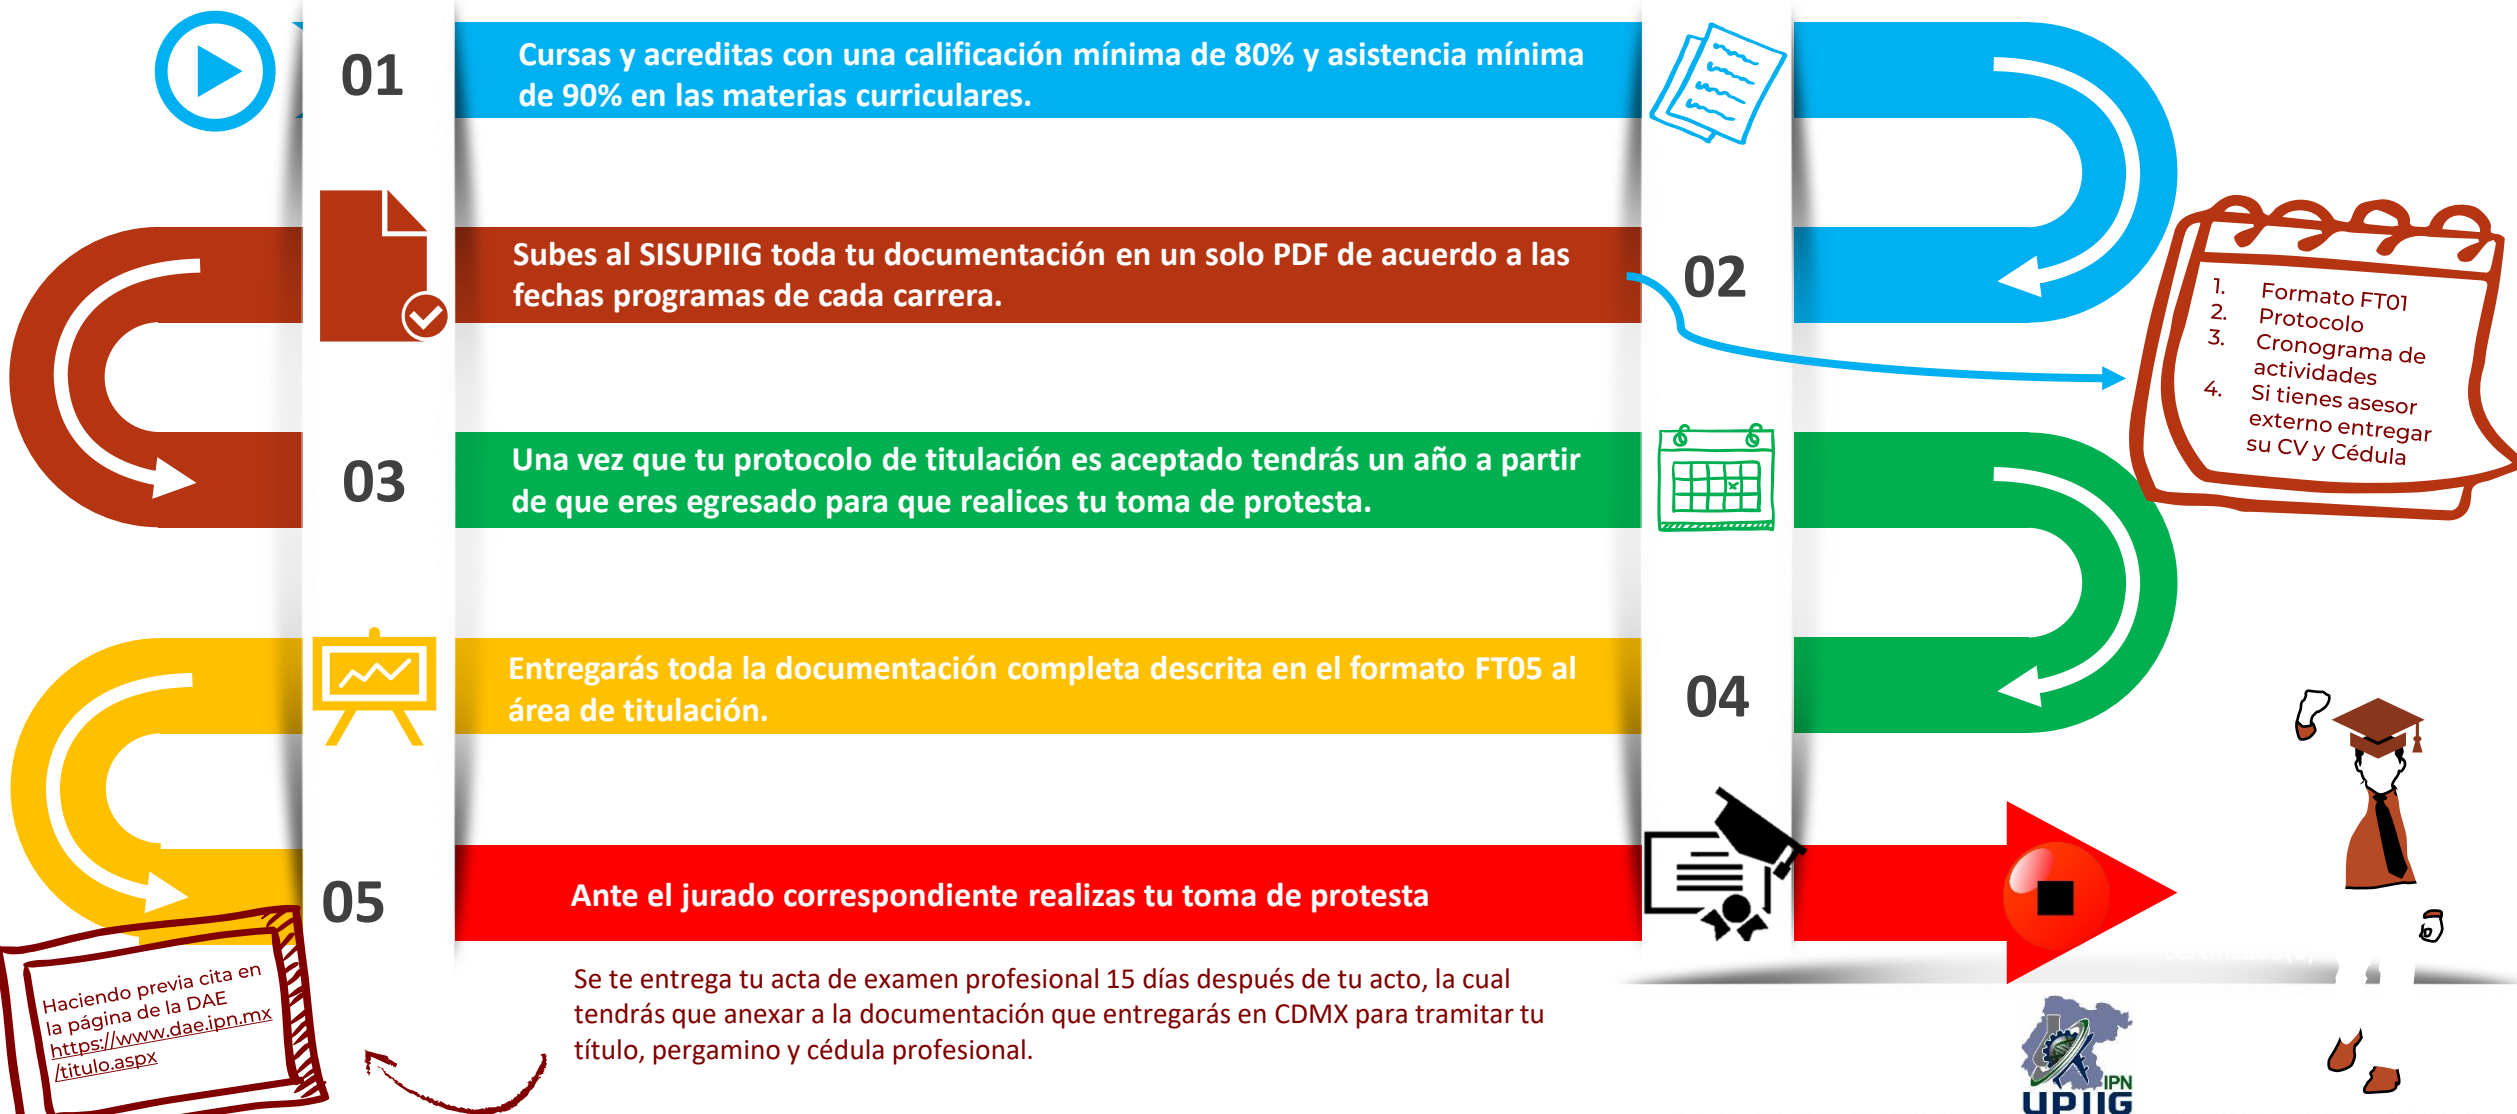 01
Cursas y acreditas con una calificación mínima de 80% y asistencia mínima
de 90% en las materias curriculares.
Subes al SISUPIIG toda tu documentación en un solo PDF de acuerdo a las
fechas programas de cada carrera.
02
1. Formato FT01
2. Protocolo
3. Cronograma de
actividades
4. Si tienes asesor
externo entregar
su CV y Cédula
03
Una vez que tu protocolo de titulación es aceptado tendrás un año a partir
de que eres egresado para que realices tu toma de protesta.
Entregarás toda la documentación completa descrita en el formato FT05 al
área de titulación.
04
05
Ante el jurado correspondiente realizas tu toma de protesta
Se te entrega tu acta de examen profesional 15 días después de tu acto, la cual
tendrás que anexar a la documentación que entregarás en CDMX para tramitar tu
título, pergamino y cédula profesional.
Haciendo previa cita en
la página de la DAE
https://www.dae.ipn.mx
/titulo.aspx
IPN
UPIIG